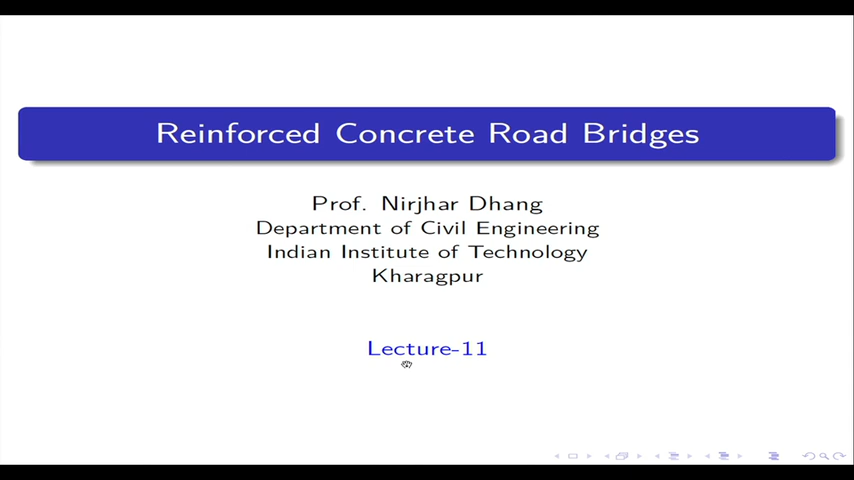 Reinforced Concrete Road Bridges
Prof. Nirjhar Dhang
Department of Civil Engineering
Indian Institute of Technology
Kharagpur
Lecture-11